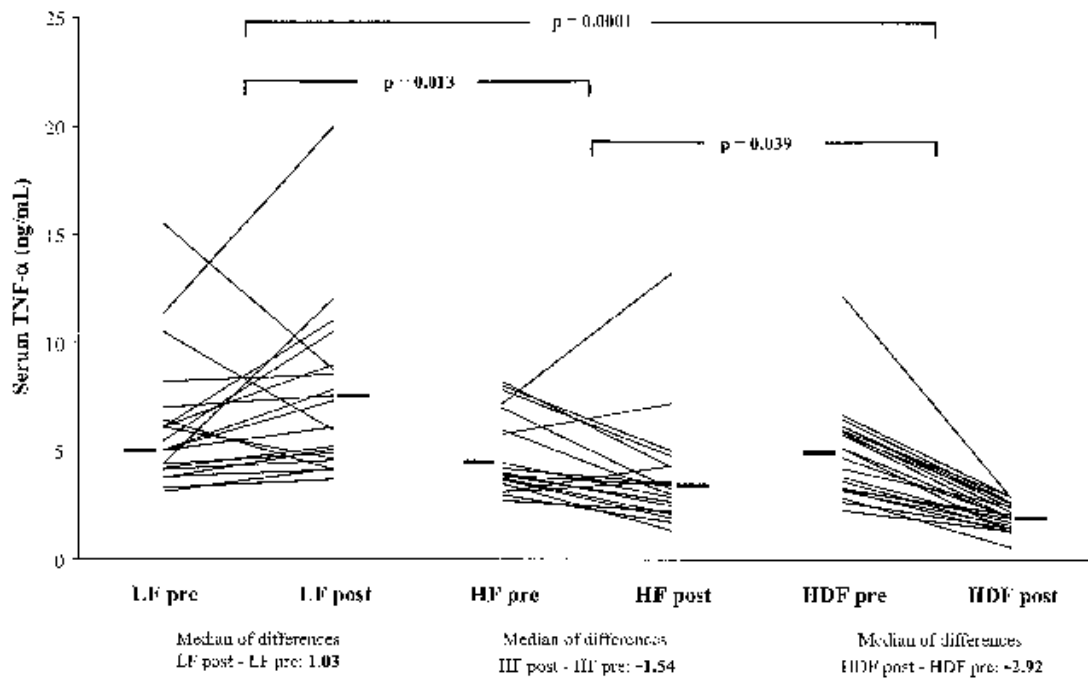 25
p = 0.0001
p = 0.013
20
p = 0.039
Serum TNF-α (ng/mL)
15
10
5
0
LF pre LF post HF pre HF post HDF pre HDF post
Median of differences Median of differences Median of differences
LF post - LF pre: 1.03 HF post - HF pre: -1.54 HDF post - HDF pre: -2.92